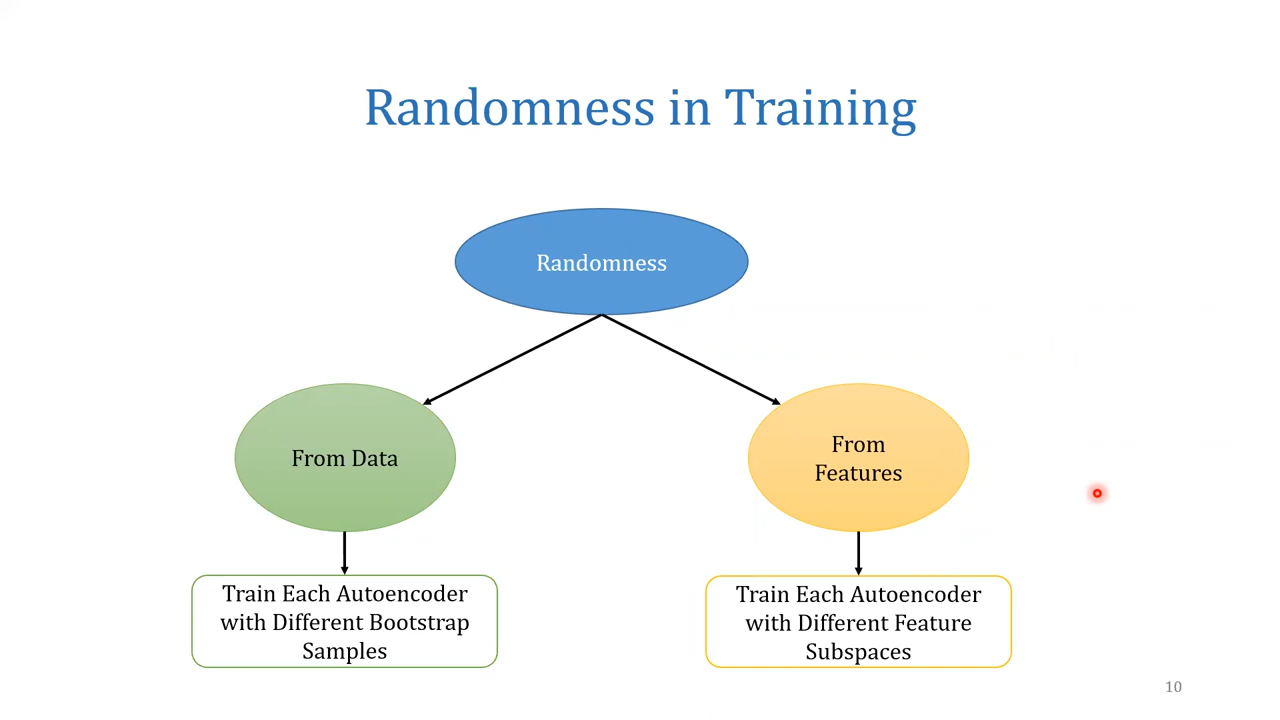 Randomness in Training
Randomness
From Data
From
Features
Train Each Autoencoder
with Different Bootstrap
Samples
Train Each Autoencoder
with Different Feature
Subspaces
10